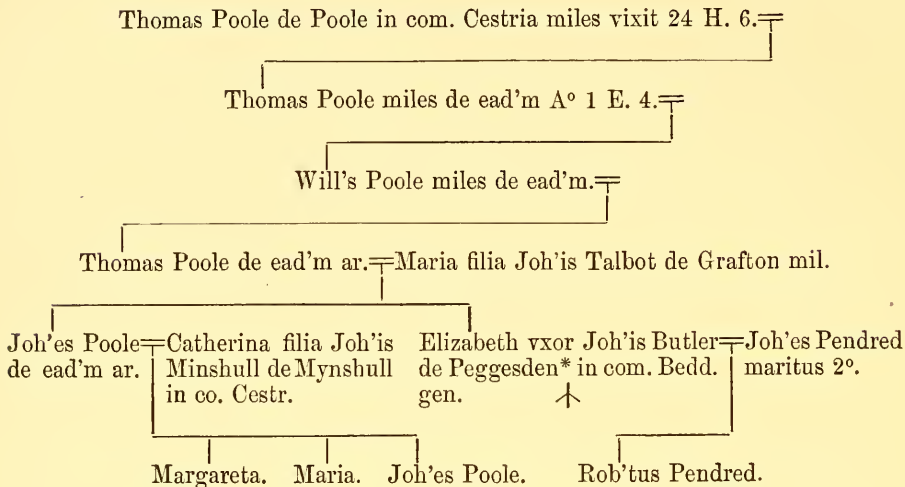 Thomas Poole de Poole in com. Cestria miles vixit 24 H. 6.
Thomas Poole miles de ead'm Aº 1 E. 4.
Will's Poole miles de ead'm.
Thomas Poole de ead'm ar. Maria filia Joh'is Talbot de Grafton mil.
Joh'es Poole
de ead'm ar.
Catherina filia Joh'is
Minshull de Mynshull
in co. Cestr.
Elizabeth vxor Joh'is Butler
de Peggesden* in com. Bedd.
gen.
Joh'es Pendred
maritus 2º.
Margareta. Maria. Joh'es Poole. Rob'tus Pendred.